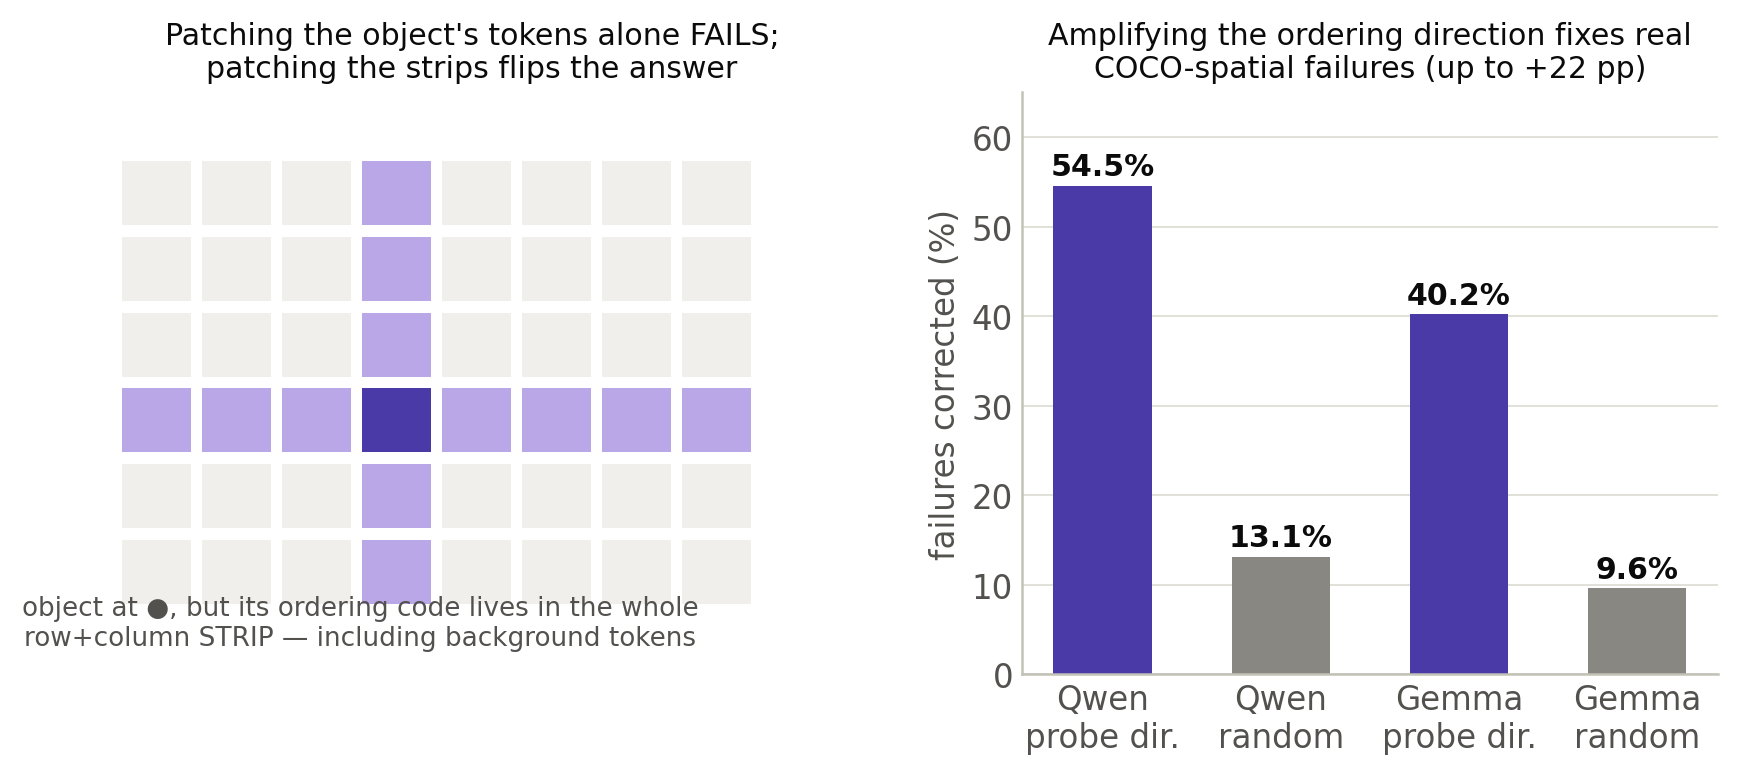 Patching the object's tokens alone FAILS;
patching the strips flips the answer
object at ●, but its ordering code lives in the whole
row+column STRIP — including background tokens
Amplifying the ordering direction fixes real
COCO-spatial failures (up to +22 pp)
failures corrected (%)
60
50
40
30
20
10
0
54.5%
13.1%
40.2%
9.6%
Qwen
probe dir.
Qwen
random
Gemma
probe dir.
Gemma
random